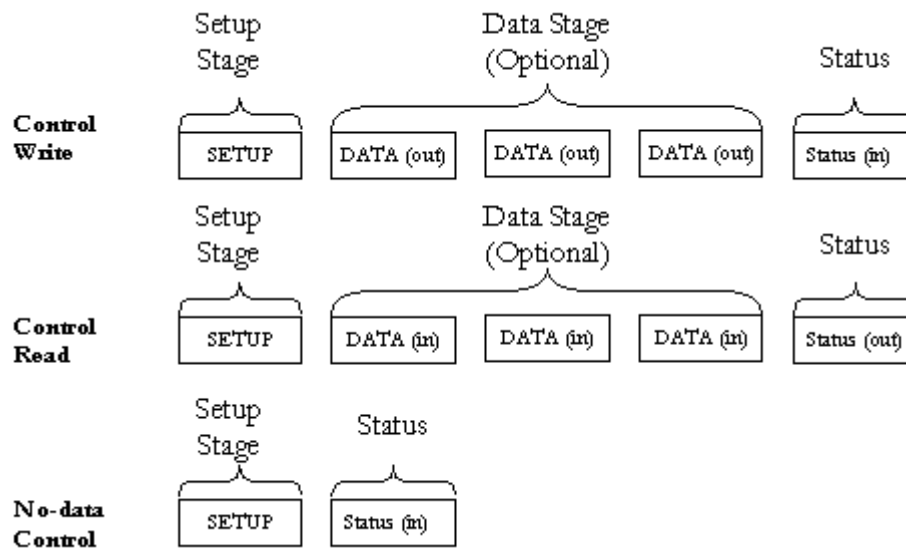 Setup
Stage
Data Stage
(Optional)
Status
Control
Write
SETUP
DATA (out)
DATA (out)
DATA (out)
Status (in)
Setup
Stage
Data Stage
(Optional)
Status
Control
Read
SETUP
DATA (in)
DATA (in)
DATA (in)
Status (out)
Setup
Stage
Status
No-data
Control
SETUP
Status (in)